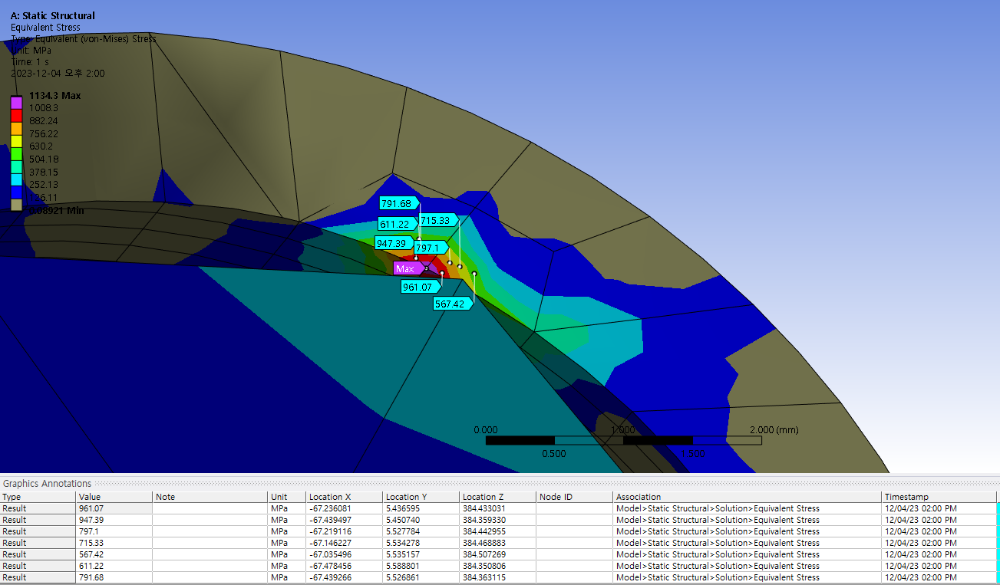 A: Static Structural
Equivalent Stress
Type: Equivalent (von-Mises) Stress
Unit: MPa
Time: 1 s
2023-12-04 오후 2:00
1134.3 Max
1008.3
882.24
756.22
630.2
504.18
378.15
252.13
126.11
Min
791.68
611.22
715.33
947.39
797.1
Max
961.07
567.42
0.000
1.000
2.000 (mm)
0.500
1.500
Graphics Annotations
Type Value Note Unit Location X Location Y Location Z Node ID Association Timestamp
Result 961.07 MPa -67.236081 5.436595 384.433031 Model>Static Structural>Solution>Equivalent Stress 12/04/23 02:00 PM
Result 947.39 MPa -67.439497 5.450740 384.359330 Model>Static Structural>Solution>Equivalent Stress 12/04/23 02:00 PM
Result 797.1 MPa -67.219116 5.527784 384.442955 Model>Static Structural>Solution>Equivalent Stress 12/04/23 02:00 PM
Result 715.33 MPa -67.146227 5.534278 384.468883 Model>Static Structural>Solution>Equivalent Stress 12/04/23 02:00 PM
Result 567.42 MPa -67.035496 5.535157 384.507269 Model>Static Structural>Solution>Equivalent Stress 12/04/23 02:00 PM
Result 611.22 MPa -67.478456 5.588801 384.350806 Model>Static Structural>Solution>Equivalent Stress 12/04/23 02:00 PM
Result 791.68 MPa -67.439266 5.526861 384.363115 Model>Static Structural>Solution>Equivalent Stress 12/04/23 02:00 PM